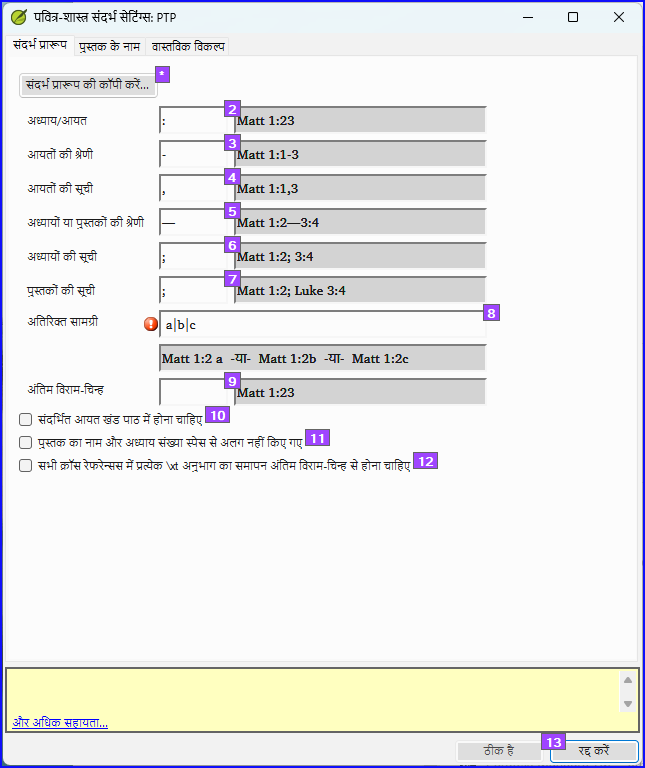 पवित्र-शास्त्र संदर्भ सेटिंग्स: PTP
संदर्भ प्रारूप पुस्तक के नाम वास्तविक विकल्प
संदर्भ प्रारूप की कॉपी करें... *
अध्याय/आयत : 2 Matt 1:23
आयतों की श्रेणी - 3 Matt 1:1-3
आयतों की सूची , 4 Matt 1:1,3
अध्यायों या पुस्तकों की श्रेणी — 5 Matt 1:2—3:4
अध्यायों की सूची ; 6 Matt 1:2; 3:4
पुस्तकों की सूची ; 7 Matt 1:2; Luke 3:4
अतिरिक्त सामग्री ! a|b|c 8
Matt 1:2 a -या- Matt 1:2b -या- Matt 1:2c
अंतिम विराम-चिन्ह 9 Matt 1:23
संदर्भित आयत खंड पाठ में होना चाहिए 10
पुस्तक का नाम और अध्याय संख्या स्पेस से अलग नहीं किए गए 11
सभी क्रॉस रेफरेन्सस में प्रत्येक \xt अनुभाग का समापन अंतिम विराम-चिन्ह से होना चाहिए 12
और अधिक सहायता...
ठीक है 13 रद्द करें